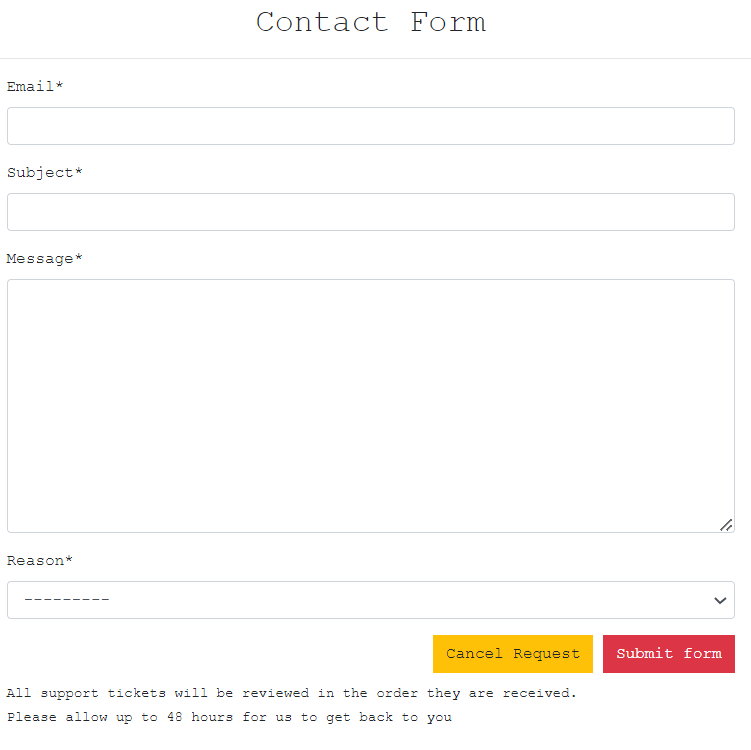 Contact Form
Email*
Subject*
Message*
Reason*
---------
Cancel Request Submit form
All support tickets will be reviewed in the order they are received.
Please allow up to 48 hours for us to get back to you